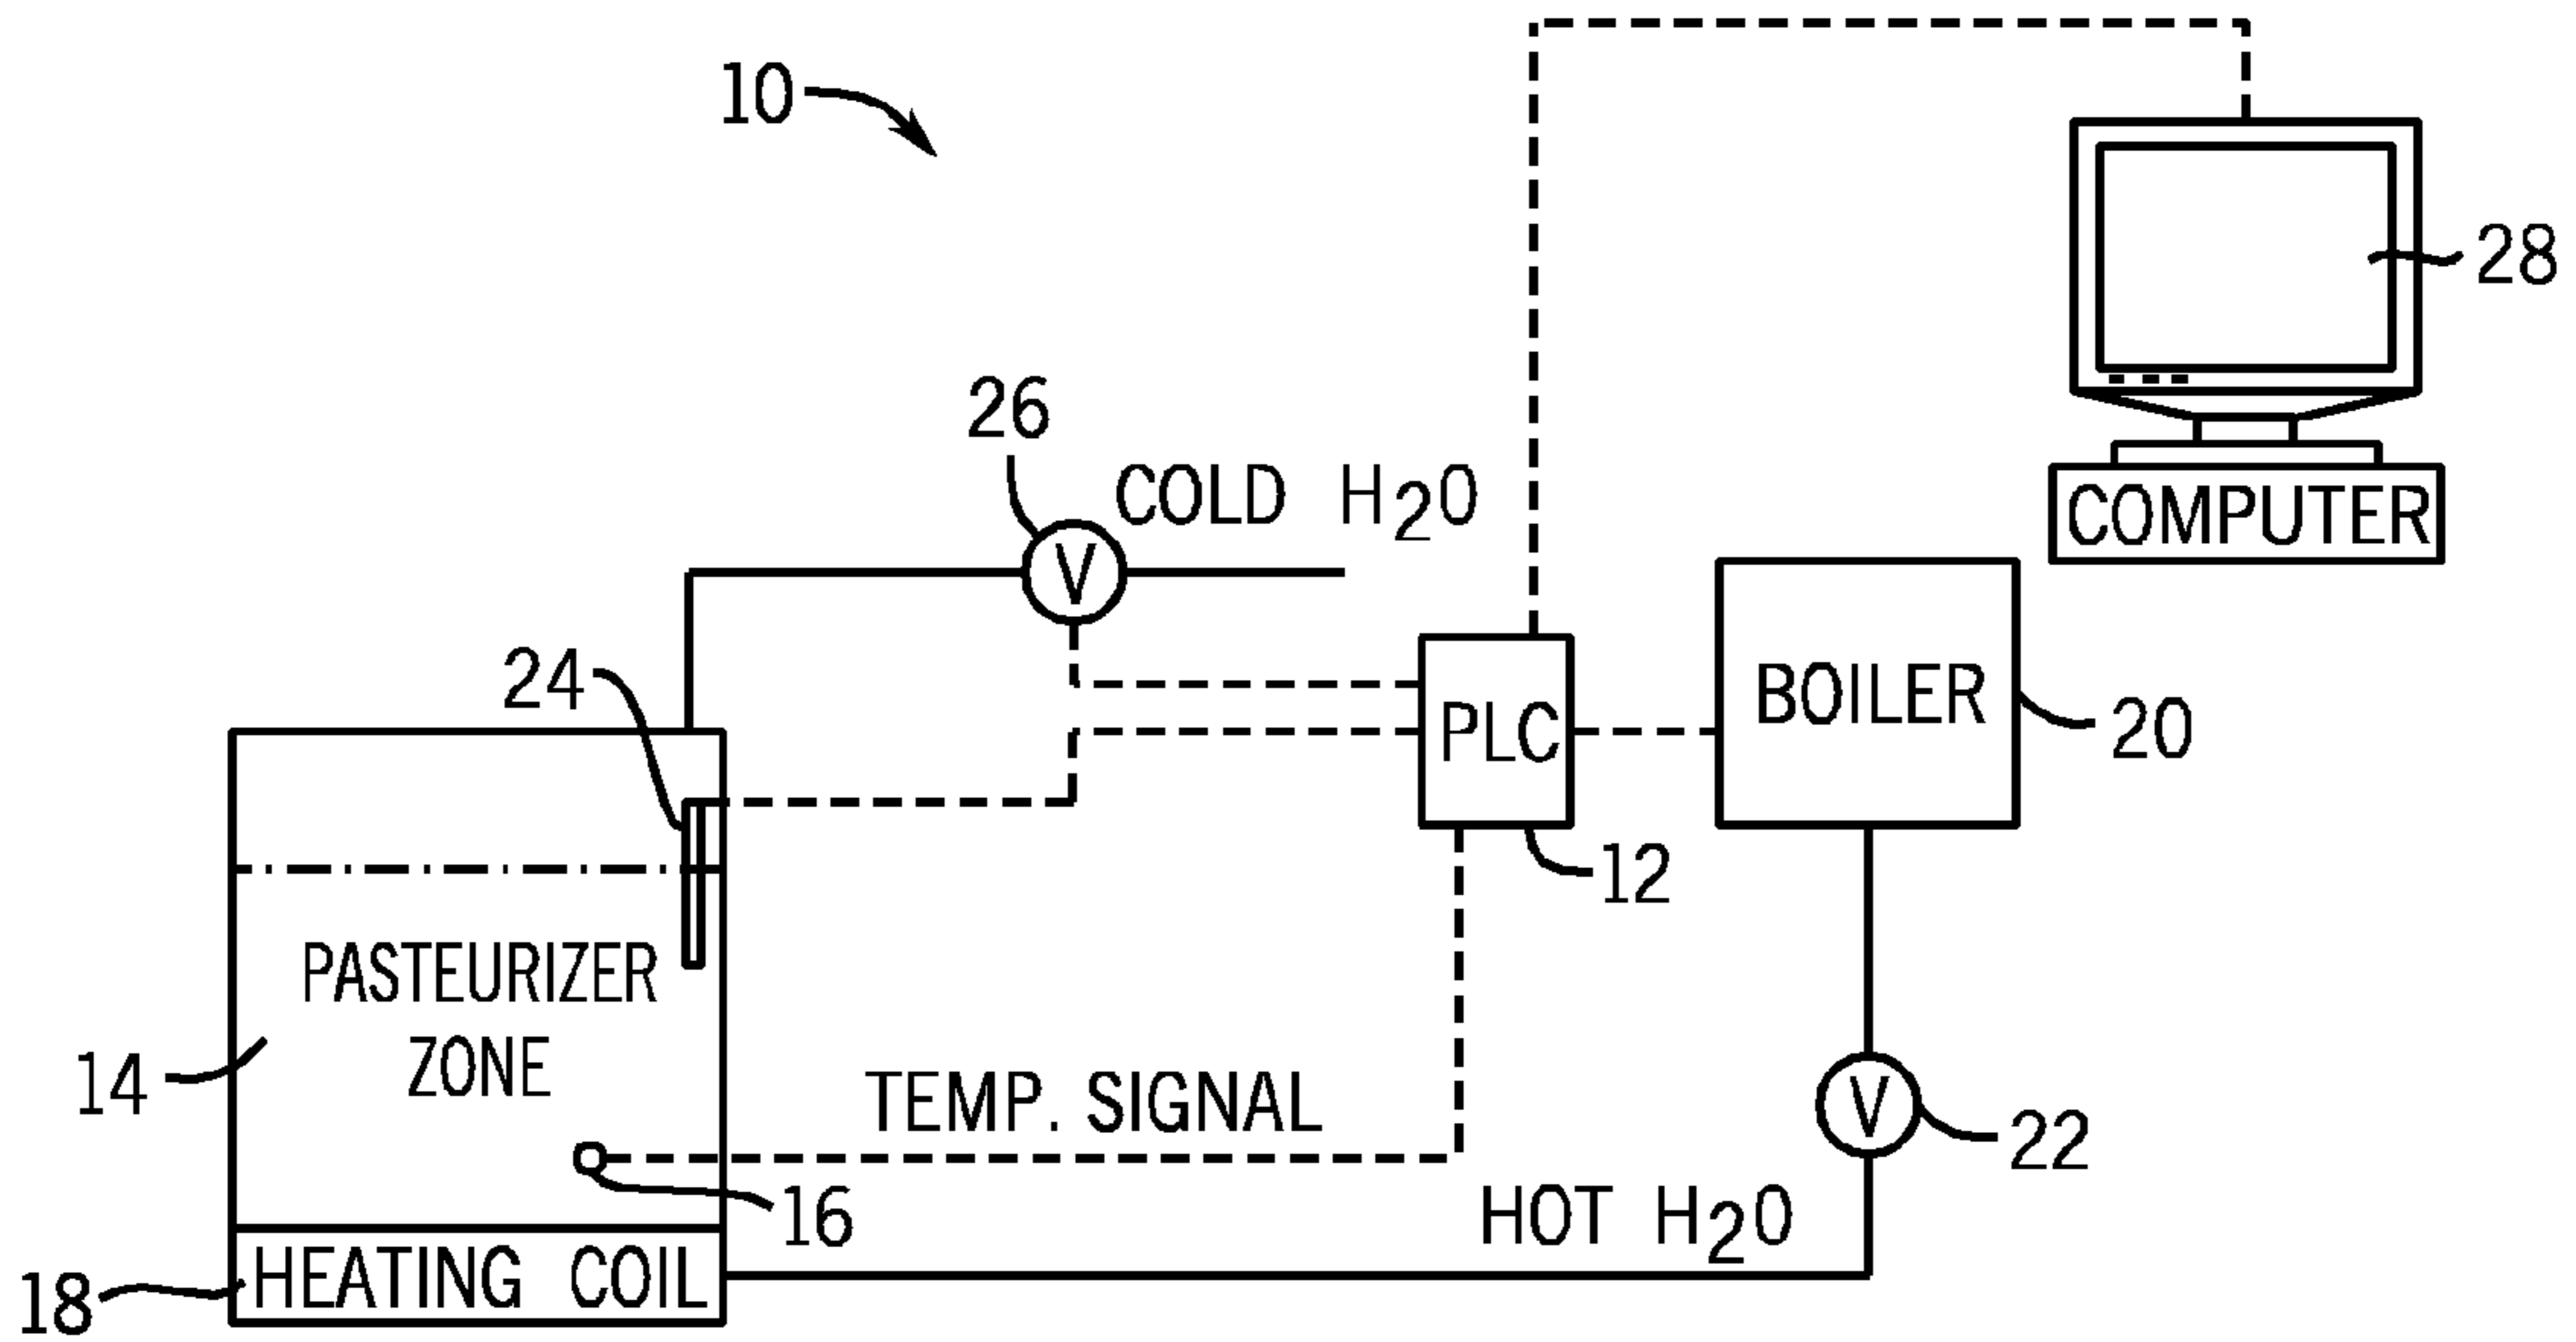 10
28
26
COLD H2O
COMPUTER
V
24
BOILER
PLC
20
12
PASTEURIZER
ZONE
14
TEMP. SIGNAL
V
22
16
HOT H2O
HEATING COIL
18